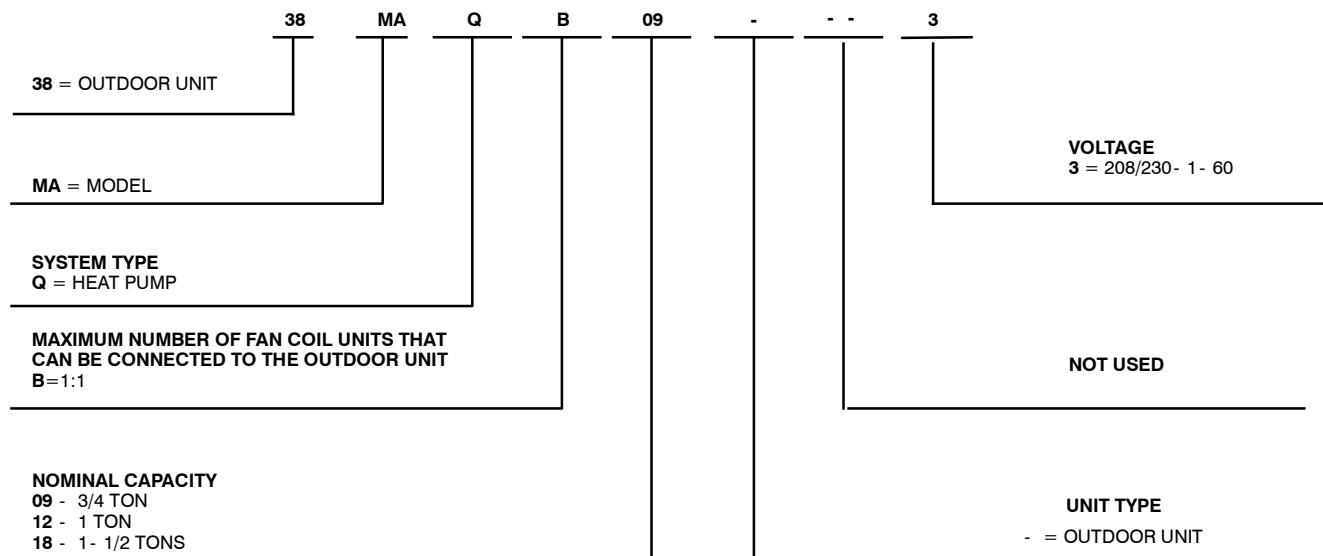 38 MA Q B 09 - - - 3
38 = OUTDOOR UNIT
VOLTAGE
3 = 208/230- 1- 60
MA = MODEL
SYSTEM TYPE
Q = HEAT PUMP
MAXIMUM NUMBER OF FAN COIL UNITS THAT
CAN BE CONNECTED TO THE OUTDOOR UNIT
B=1:1
NOT USED
NOMINAL CAPACITY
09 - 3/4 TON
12 - 1 TON
18 - 1- 1/2 TONS
UNIT TYPE
- = OUTDOOR UNIT